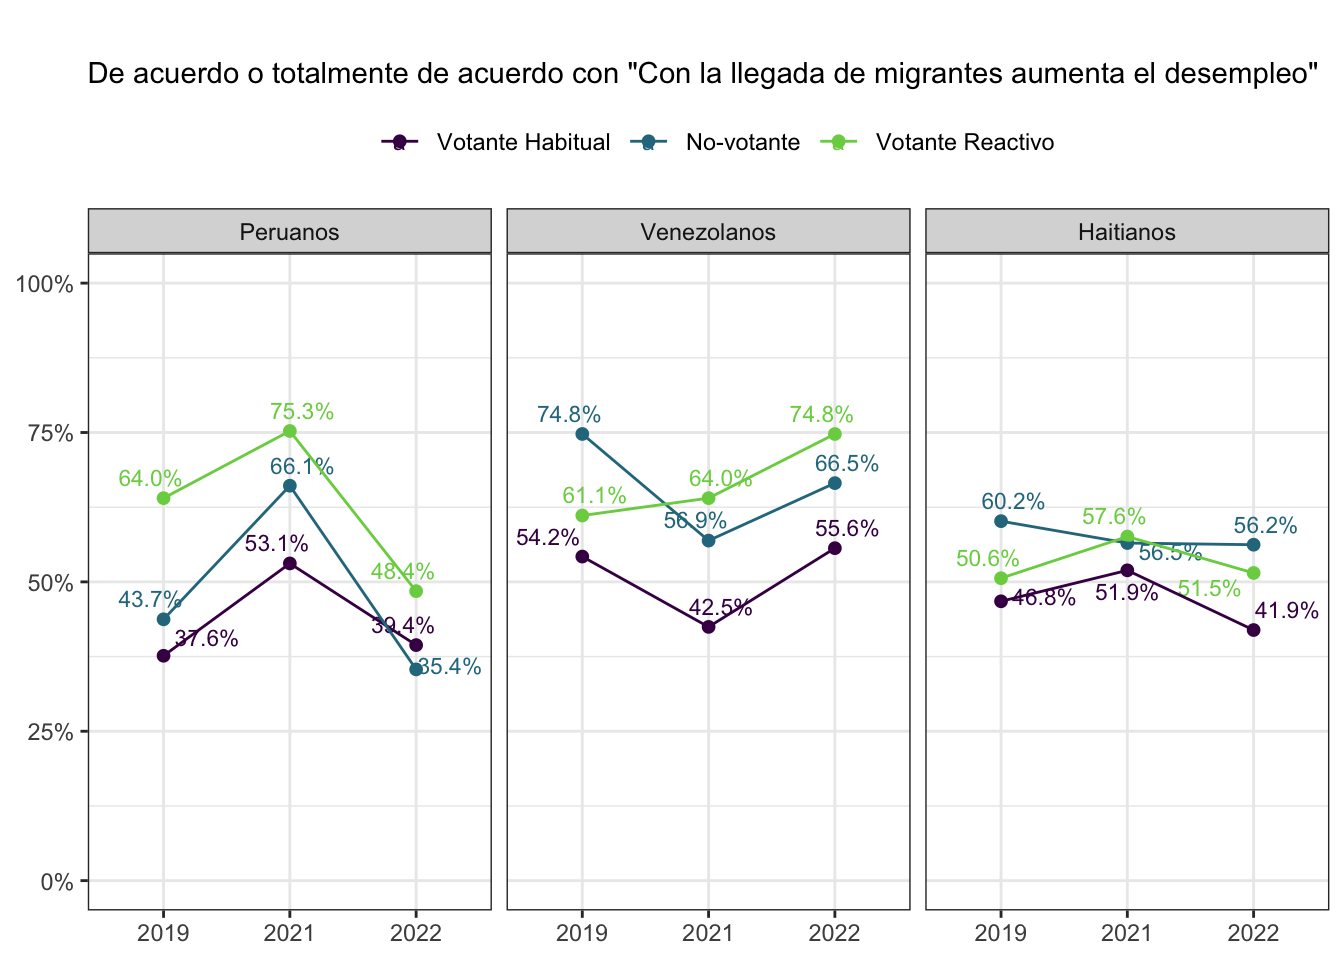 De acuerdo o totalmente de acuerdo con "Con la llegada de migrantes aumenta el desempleo"
a Votante Habitual a No-votante a Votante Reactivo
Peruanos Venezolanos Haitianos
100%
75%
50%
25%
0%
64.0% 75.3% 48.4%
43.7% 66.1% 35.4%
37.6% 53.1% 39.4%
74.8% 56.9% 66.5%
61.1% 64.0% 74.8%
54.2% 42.5% 55.6%
60.2% 56.5% 56.2%
50.6% 57.6% 51.5%
46.8% 51.9% 41.9%
2019 2021 2022 2019 2021 2022 2019 2021 2022